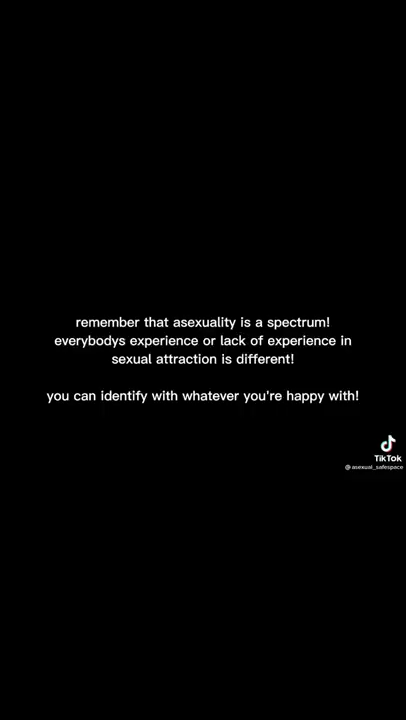 remember that asexuality is a spectrum!
everybodys experience or lack of experience in
sexual attraction is different!
you can identify with whatever you're happy with!
TikTok
@asexual_safespace